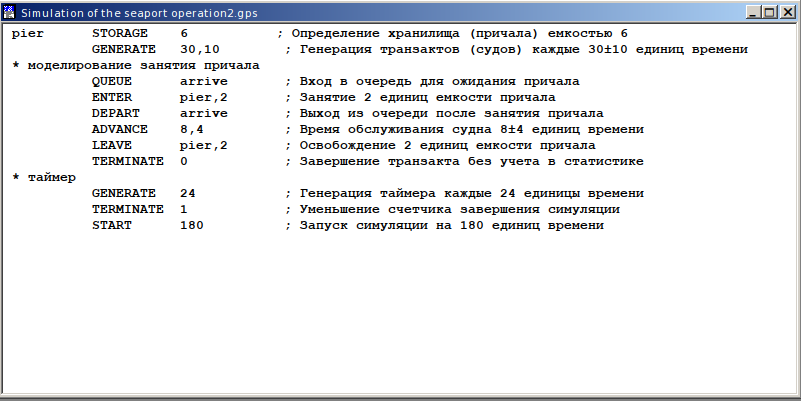 Simulation of the seaport operation2.gps
pier STORAGE 6 ; Определение хранилища (причала) емкостью 6
GENERATE 30,10 ; Генерация транзактов (судов) каждые 30±10 единиц времени
* моделирование занятия причала
QUEUE arrive ; Вход в очередь для ожидания причала
ENTER pier,2 ; Занятие 2 единиц емкости причала
DEPART arrive ; Выход из очереди после занятия причала
ADVANCE 8,4 ; Время обслуживания судна 8±4 единиц времени
LEAVE pier,2 ; Освобождение 2 единиц емкости причала
TERMINATE 0 ; Завершение транзакта без учета в статистике
* таймер
GENERATE 24 ; Генерация таймера каждые 24 единицы времени
TERMINATE 1 ; Уменьшение счетчика завершения симуляции
START 180 ; Запуск симуляции на 180 единиц времени